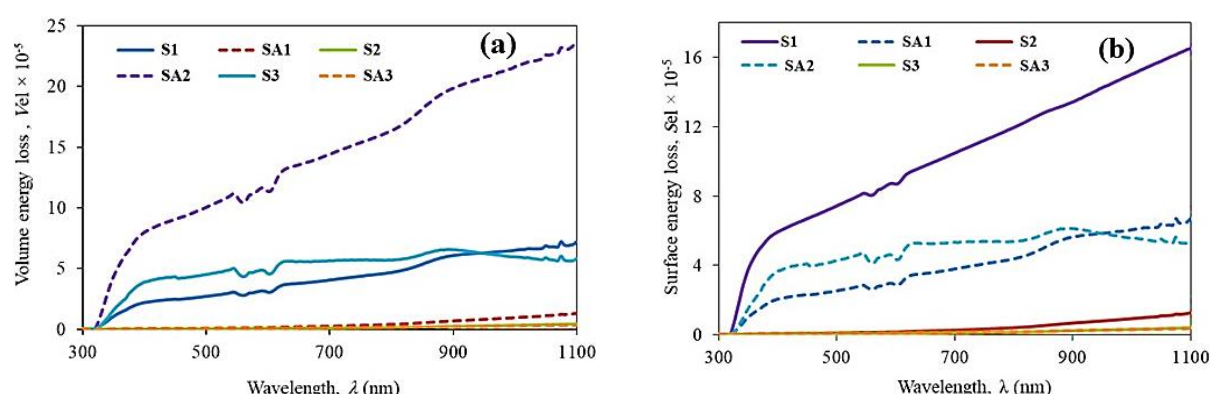 25
20
15
10
5
0
Volume energy loss , Vel × 10⁻⁵
S1 SA1 S2
SA2 S3 SA3
(a)
300 500 700 900 1100
Wavelength, λ (nm)
16
12
8
4
0
Surface energy loss, Sel × 10⁻⁵
S1 SA1 S2
SA2 S3 SA3
(b)
300 500 700 900 1100
Wavelength, λ (nm)